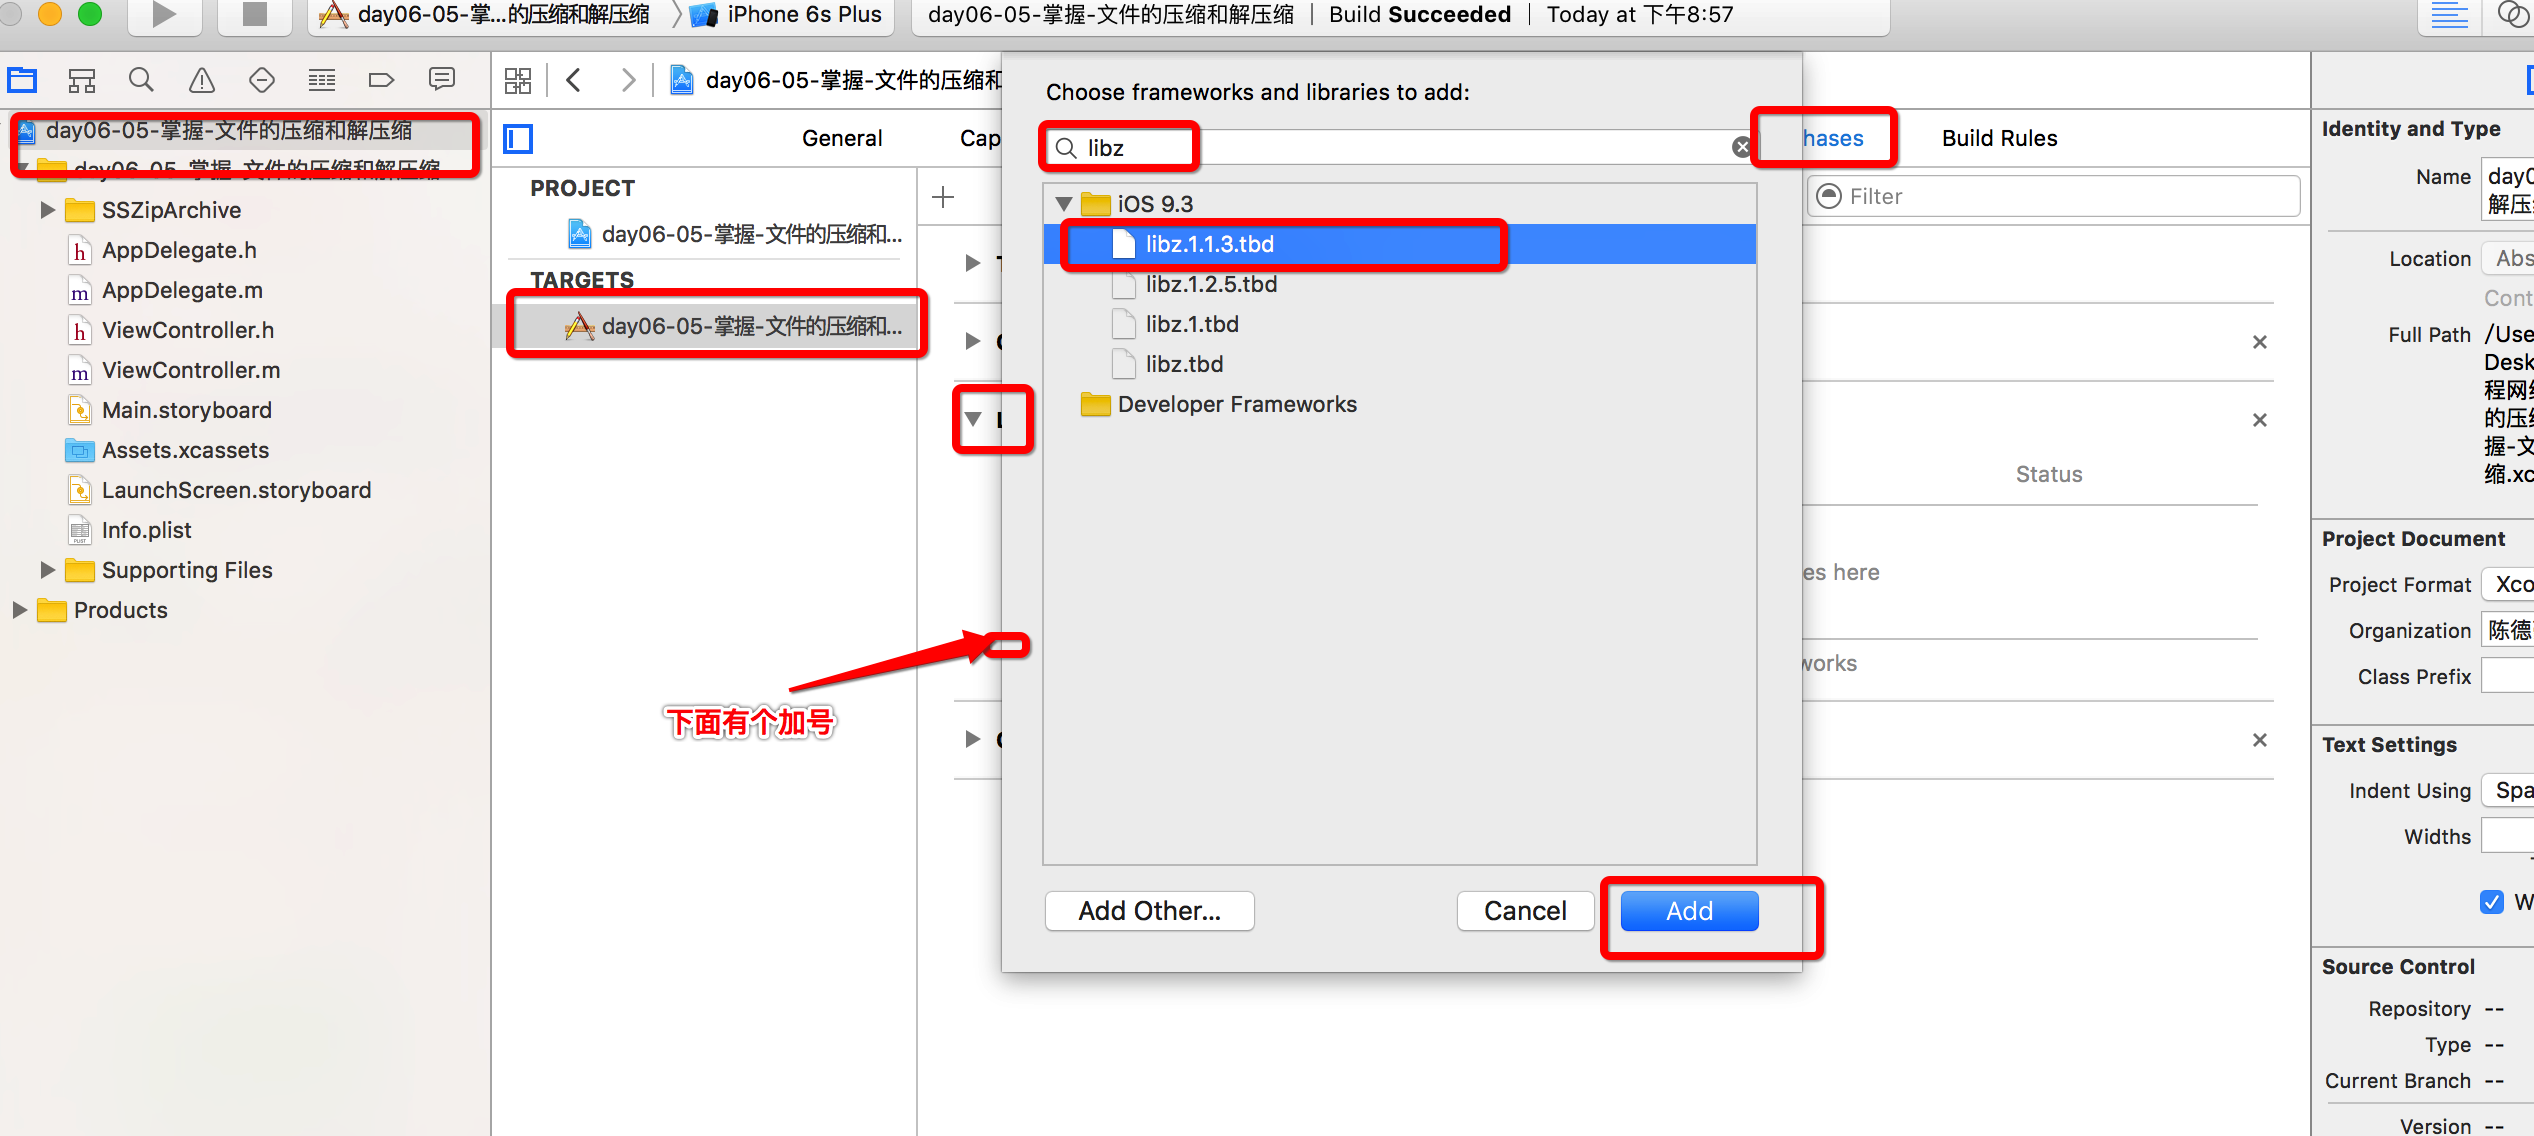 day06-05-掌...的压缩和解压缩
iPhone 6s Plus
day06-05-掌握-文件的压缩和解压缩 | Build Succeeded | Today at 下午8:57
day06-05-掌握-文件的压缩和解压缩
day06-05-掌握-文件的压缩和解压缩
SSZipArchive
h AppDelegate.h
m AppDelegate.m
h ViewController.h
m ViewController.m
Main.storyboard
Assets.xcassets
LaunchScreen.storyboard
Info.plist
Supporting Files
Products
day06-05-掌握-文件的压缩和
General
Cap
hases
Build Rules
PROJECT
day06-05-掌握-文件的压缩和...
TARGETS
day06-05-掌握-文件的压缩和...
Filter
Status
es here
works
下面有个加号
Choose frameworks and libraries to add:
libz
iOS 9.3
libz.1.1.3.tbd
libz.1.2.5.tbd
libz.1.tbd
libz.tbd
Developer Frameworks
Add Other...
Cancel
Add
Identity and Type
Name day0
解压
Location Abs
Cont
Full Path /Use
Desk
程网络
的压缩
握-文
缩.xc
Project Document
Project Format Xco
Organization 陈德
Class Prefix
Text Settings
Indent Using Spa
Widths
W
Source Control
Repository --
Type --
Current Branch --
Version --